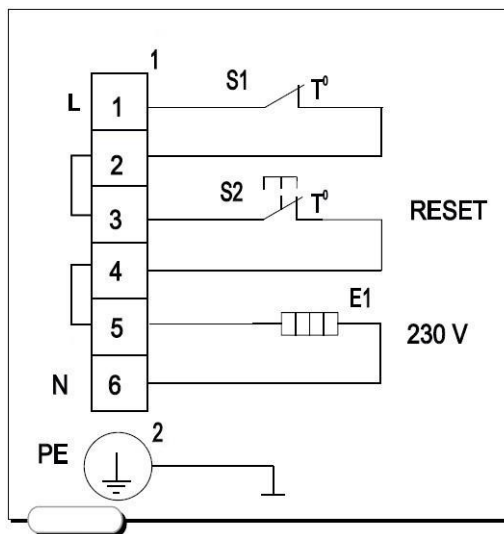 1
L 1 S1 T⁰
2
3 S2 T⁰ RESET
4
5 E1 230 V
N 6
PE 2